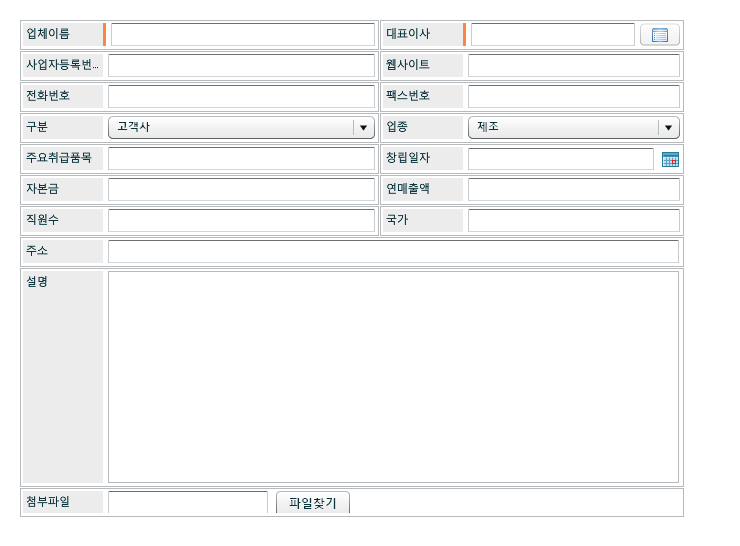 업체이름 대표이사
사업자등록번... 웹사이트
전화번호 팩스번호
구분 고객사 업종 제조
주요취급품목 창립일자
자본금 연매출액
직원수 국가
주소
설명
첨부파일 파일찾기